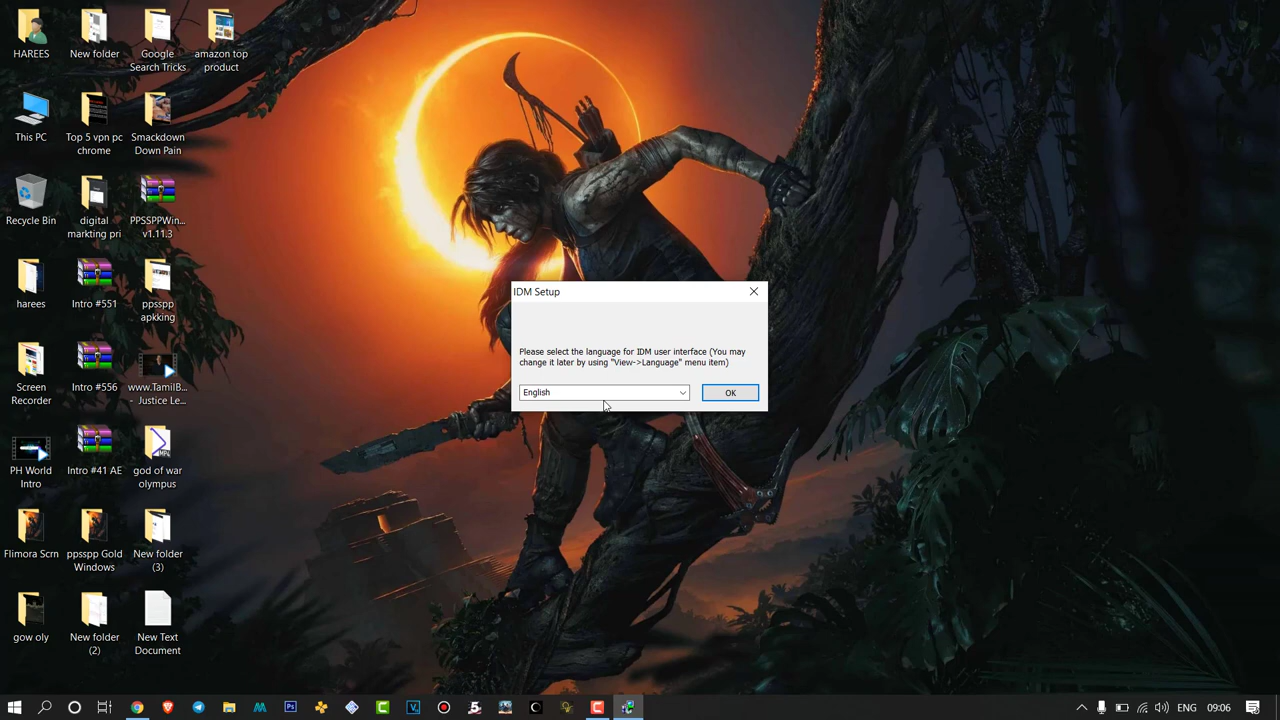 HAREES
New folder
Google
Search Tricks
amazon top
product
This PC
Top 5 vpn pc
chrome
Smackdown
Down Pain
Recycle Bin
digital
markting pri
PPSSPPWin...
v1.11.3
harees
Intro #551
ppsspp
apkking
Screen
Recorder
Intro #556
www.TamilB...
- Justice Le...
PH World
Intro
Intro #41 AE
god of war
olympus
Flimora Scrn
ppsspp Gold
Windows
New folder
(3)
gow oly
New folder
(2)
New Text
Document
IDM Setup
Please select the language for IDM user interface (You may
change it later by using "View->Language" menu item)
English
OK
ENG
09:06